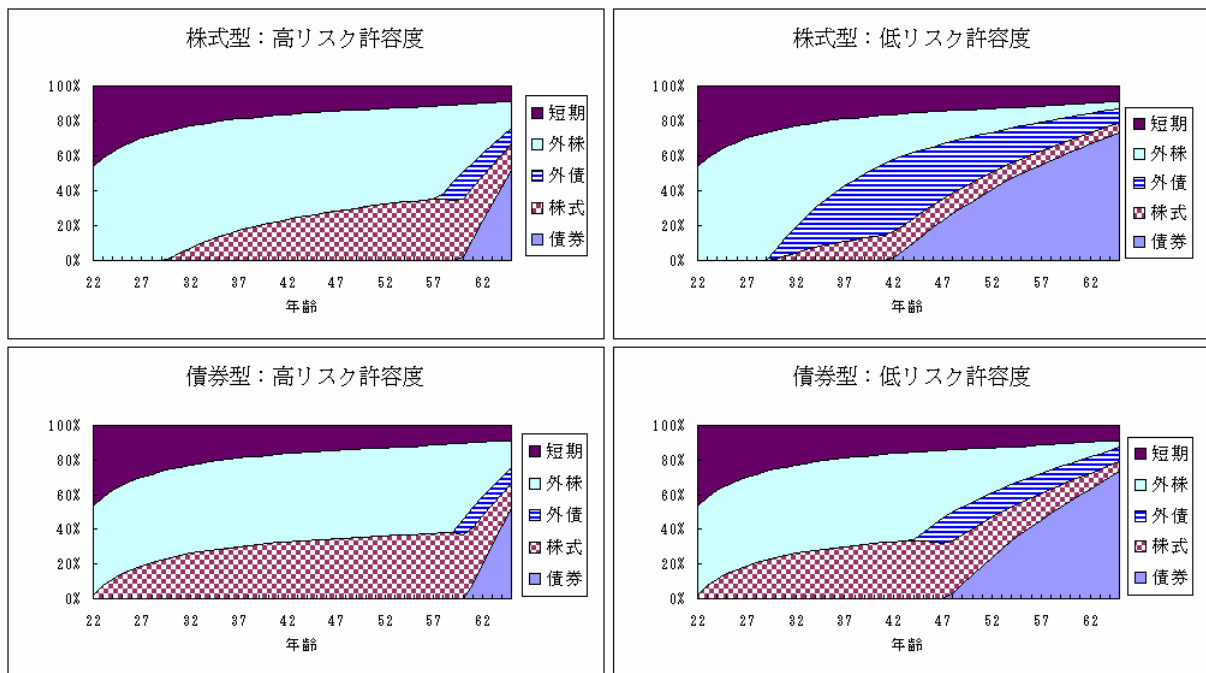 株式型：高リスク許容度
100%
80%
60%
40%
20%
0%
22 27 32 37 42 47 52 57 62
年齢
短期
外株
外債
株式
債券
株式型：低リスク許容度
100%
80%
60%
40%
20%
0%
22 27 32 37 42 47 52 57 62
年齢
短期
外株
外債
株式
債券
債券型：高リスク許容度
100%
80%
60%
40%
20%
0%
22 27 32 37 42 47 52 57 62
年齢
短期
外株
外債
株式
債券
債券型：低リスク許容度
100%
80%
60%
40%
20%
0%
22 27 32 37 42 47 52 57 62
年齢
短期
外株
外債
株式
債券